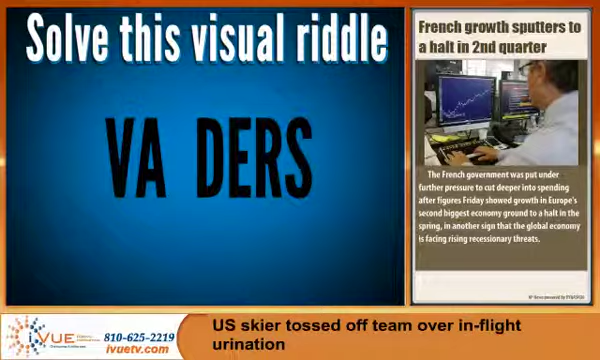 Solve this visual riddle
VA DERS
French growth sputters to
a halt in 2nd quarter
The French government was put under
further pressure to cut deeper into spending
after figures Friday showed growth in Europe's
second biggest economy ground to a halt in the
spring, in another sign that the global economy
is facing rising recessionary threats.
iVUE
810-625-2219
ivuetv.com
US skier tossed off team over in-flight
urination